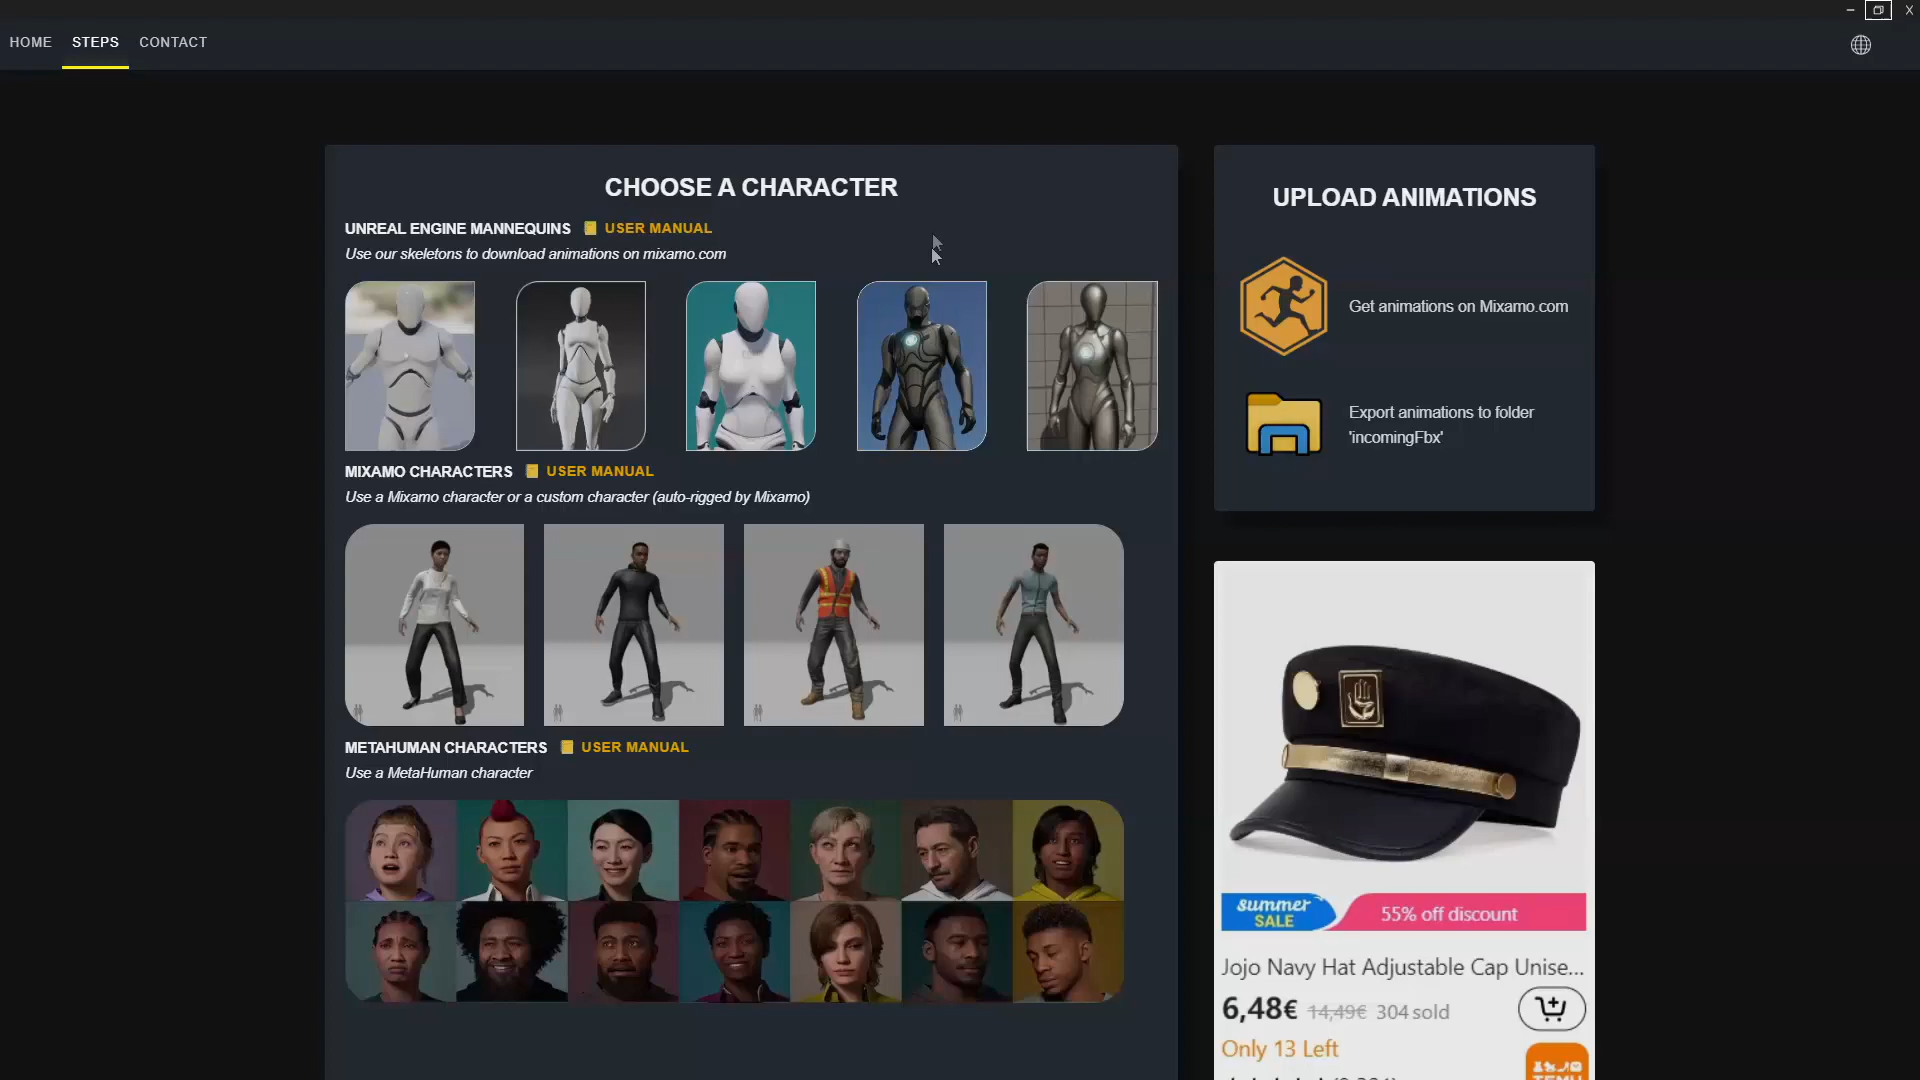 HOME STEPS CONTACT
CHOOSE A CHARACTER
UNREAL ENGINE MANNEQUINS USER MANUAL
Use our skeletons to download animations on mixamo.com
MIXAMO CHARACTERS USER MANUAL
Use a Mixamo character or a custom character (auto-rigged by Mixamo)
METAHUMAN CHARACTERS USER MANUAL
Use a MetaHuman character
UPLOAD ANIMATIONS
Get animations on Mixamo.com
Export animations to folder
'incomingFbx'
summer
SALE
55% off discount
Jojo Navy Hat Adjustable Cap Unise...
6,48€ 14,49€ 304 sold
Only 13 Left
TEMU